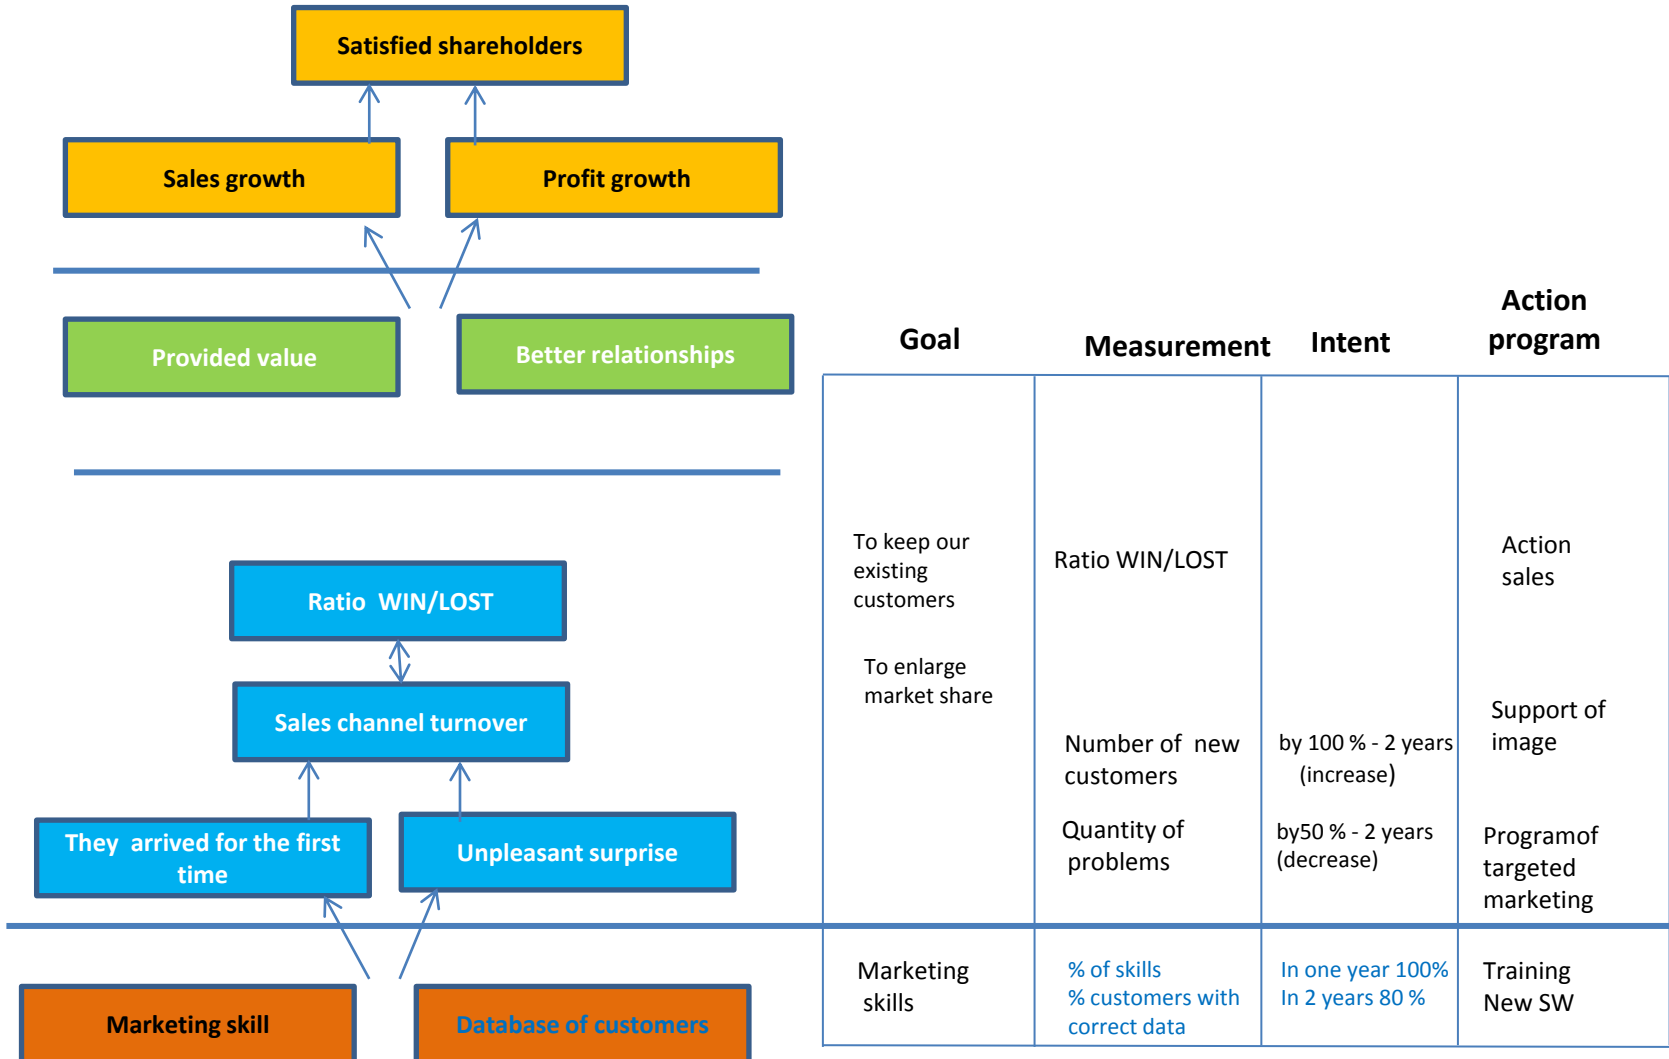 Satisfied shareholders
Sales growth
Profit growth
Provided value
Better relationships
Ratio WIN/LOST
Sales channel turnover
They arrived for the first
time
Unpleasant surprise
Marketing skill
Database of customers
Goal
Measurement
Intent
Action
program
To keep our
existing
customers
Ratio WIN/LOST
Action
sales
To enlarge
market share
Number of new
customers
by 100 % - 2 years
(increase)
Support of
image
Quantity of
problems
by50 % - 2 years
(decrease)
Programof
targeted
marketing
Marketing
skills
% of skills
% customers with
correct data
In one year 100%
In 2 years 80 %
Training
New SW